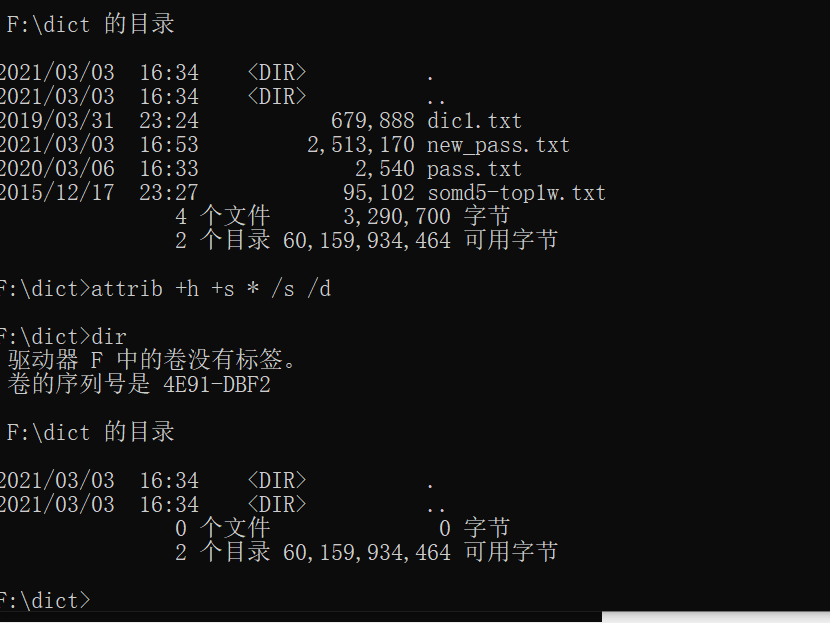 F:\dict 的目录
2021/03/03  16:34    <DIR>          .
2021/03/03  16:34    <DIR>          ..
2019/03/31  23:24           679,888 dic1.txt
2021/03/03  16:53         2,513,170 new_pass.txt
2020/03/06  16:33             2,540 pass.txt
2015/12/17  23:27            95,102 somd5-top1w.txt
4 个文件      3,290,700 字节
2 个目录 60,159,934,464 可用字节
F:\dict>attrib +h +s * /s /d
F:\dict>dir
驱动器 F 中的卷没有标签。
卷的序列号是 4E91-DBF2
F:\dict 的目录
2021/03/03  16:34    <DIR>          .
2021/03/03  16:34    <DIR>          ..
0 个文件              0 字节
2 个目录 60,159,934,464 可用字节
F:\dict>